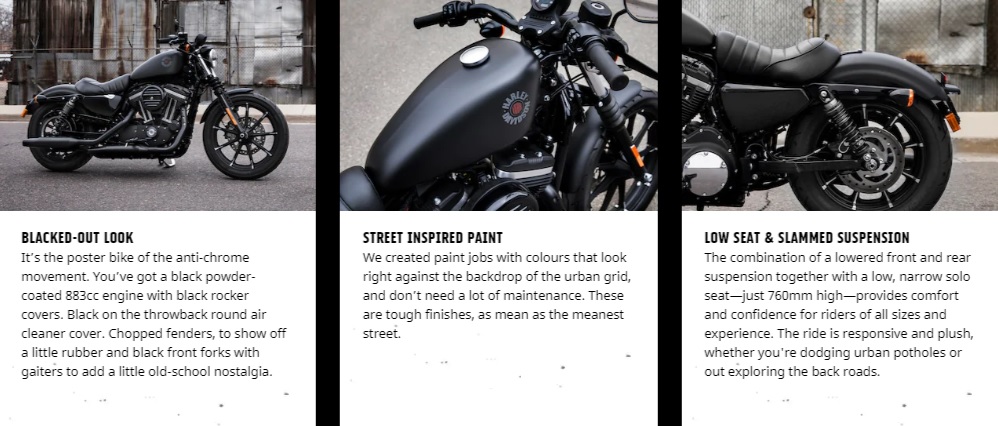 HARLEY-DAVIDSON
BLACKED-OUT LOOK
It's the poster bike of the anti-chrome
movement. You've got a black powder-
coated 883cc engine with black rocker
covers. Black on the throwback round air
cleaner cover. Chopped fenders, to show off
a little rubber and black front forks with
gaiters to add a little old-school nostalgia.
STREET INSPIRED PAINT
We created paint jobs with colours that look
right against the backdrop of the urban grid,
and don't need a lot of maintenance. These
are tough finishes, as mean as the meanest
street.
LOW SEAT & SLAMMED SUSPENSION
The combination of a lowered front and rear
suspension together with a low, narrow solo
seat—just 760mm high—provides comfort
and confidence for riders of all sizes and
experience. The ride is responsive and plush,
whether you're dodging urban potholes or
out exploring the back roads.